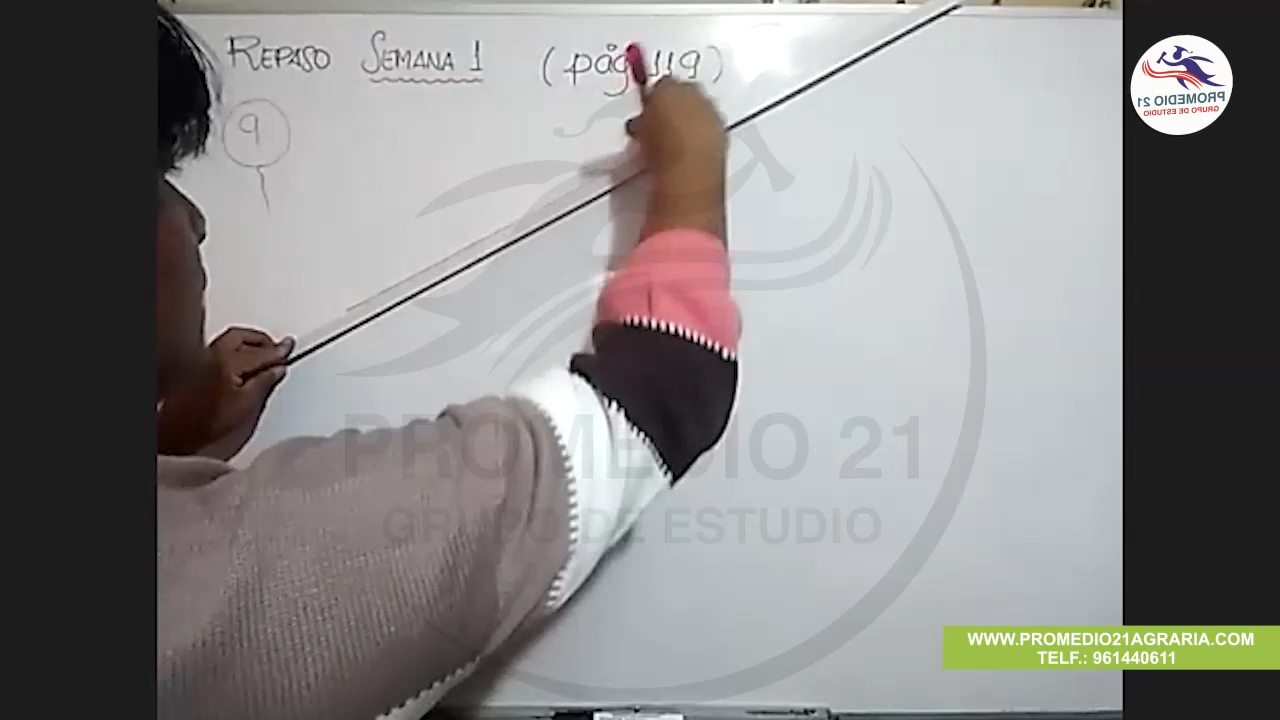 REPASO SEMANA 1 (pág 119)
9
PROMEDIO 21
GRUPO DE ESTUDIO
PROMEDIO 21
GRUPO DE ESTUDIO
WWW.PROMEDIO21AGRARIA.COM
TELF.: 961440611